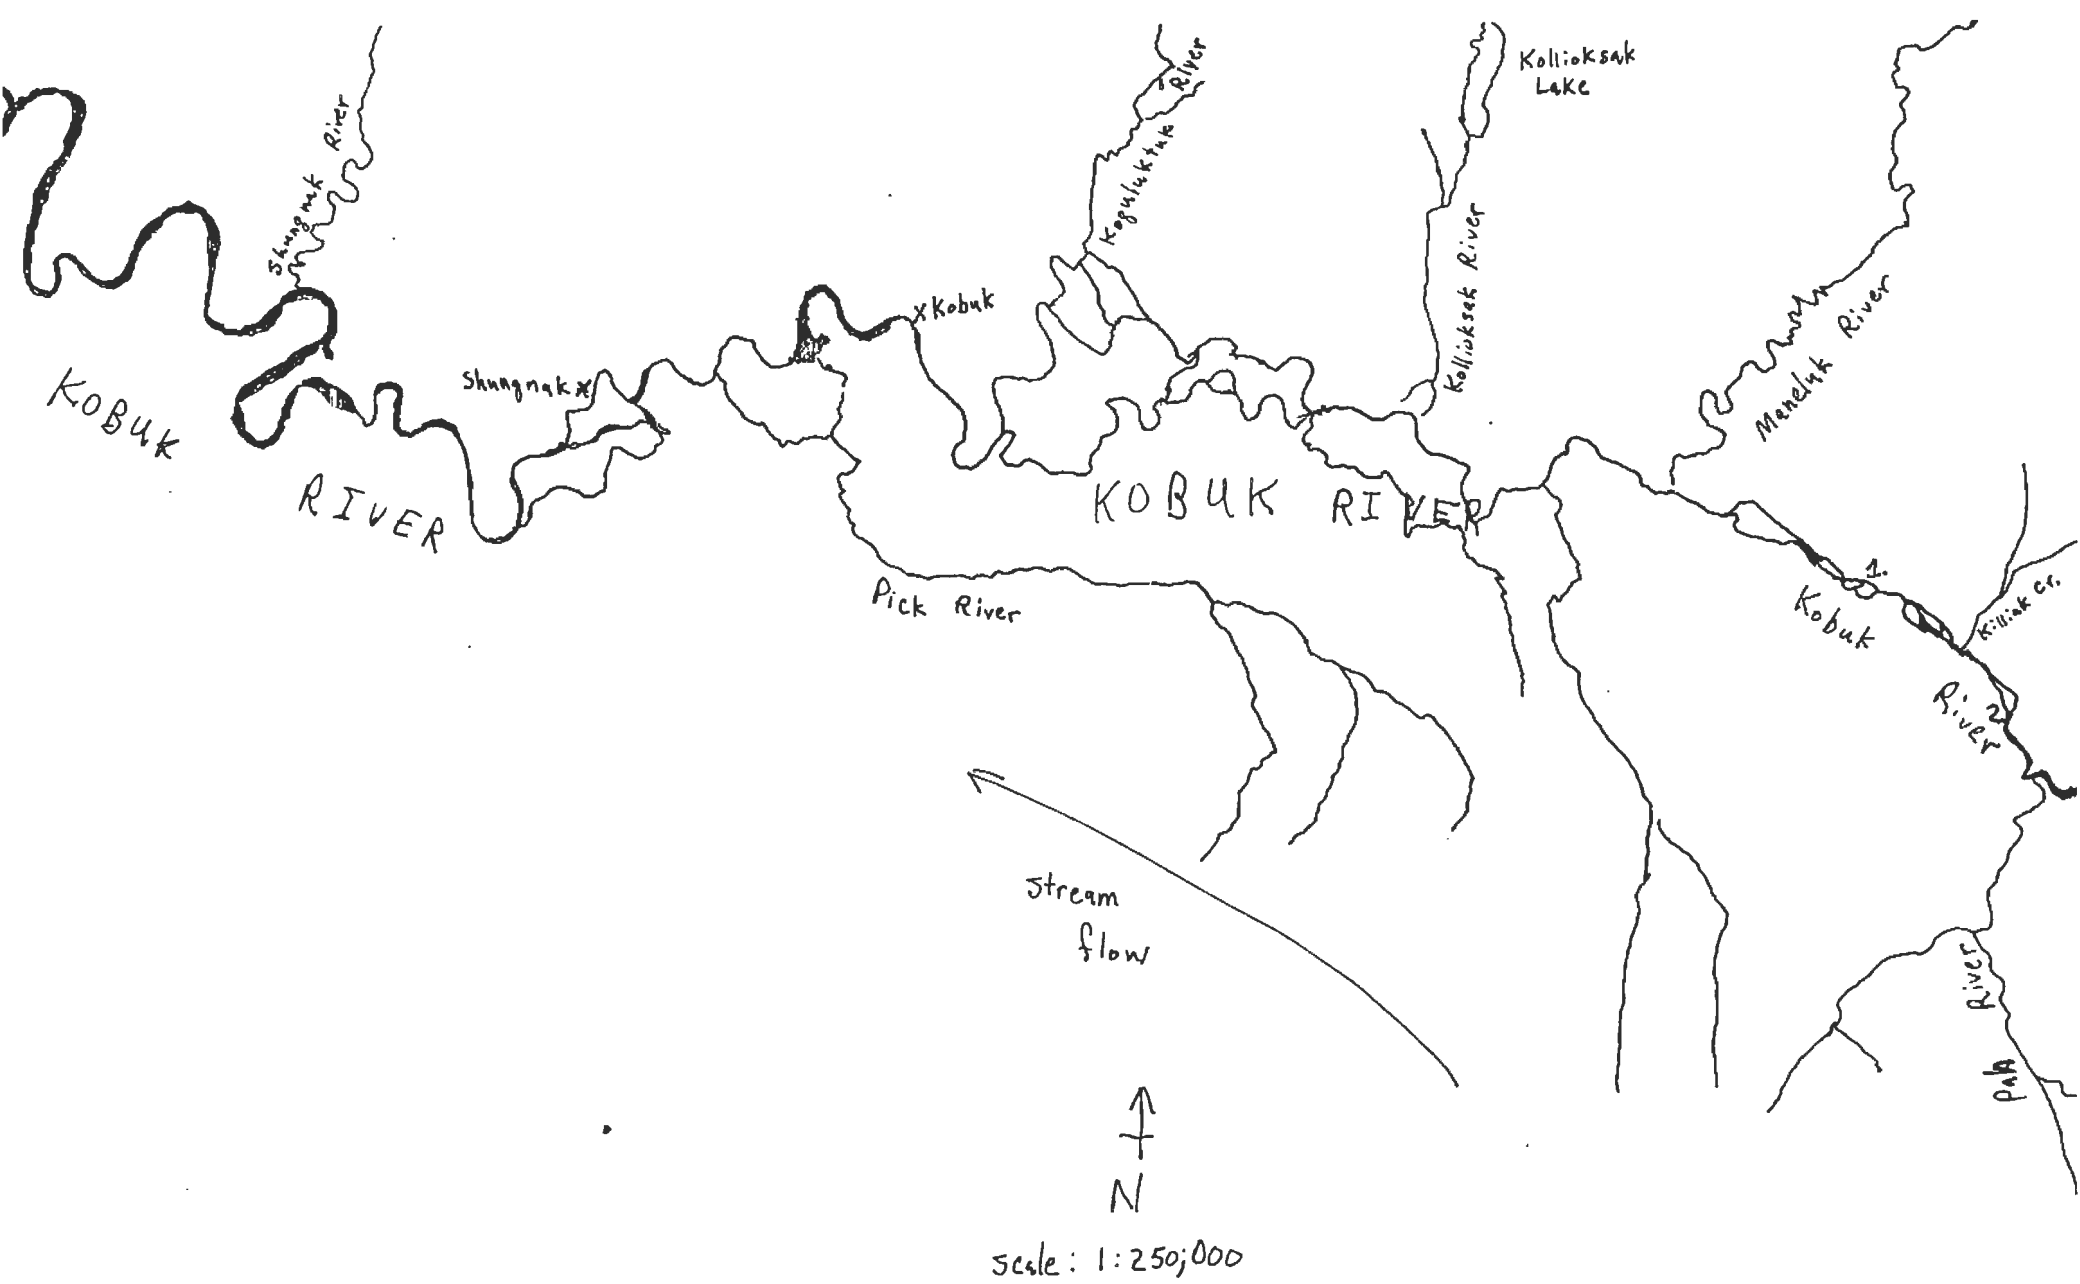 Kollioksak
Lake
River
Koguluktuk
Shungnak River
Kollioksak River
Maneluk River
x Kobuk
Shungnak x
KOBUK
RIVER
KOBUK RIVER
Pick River
1.
Killiak Cr.
Kobuk
River
2
Stream
flow
River
Pah
N
Scale: 1:250,000